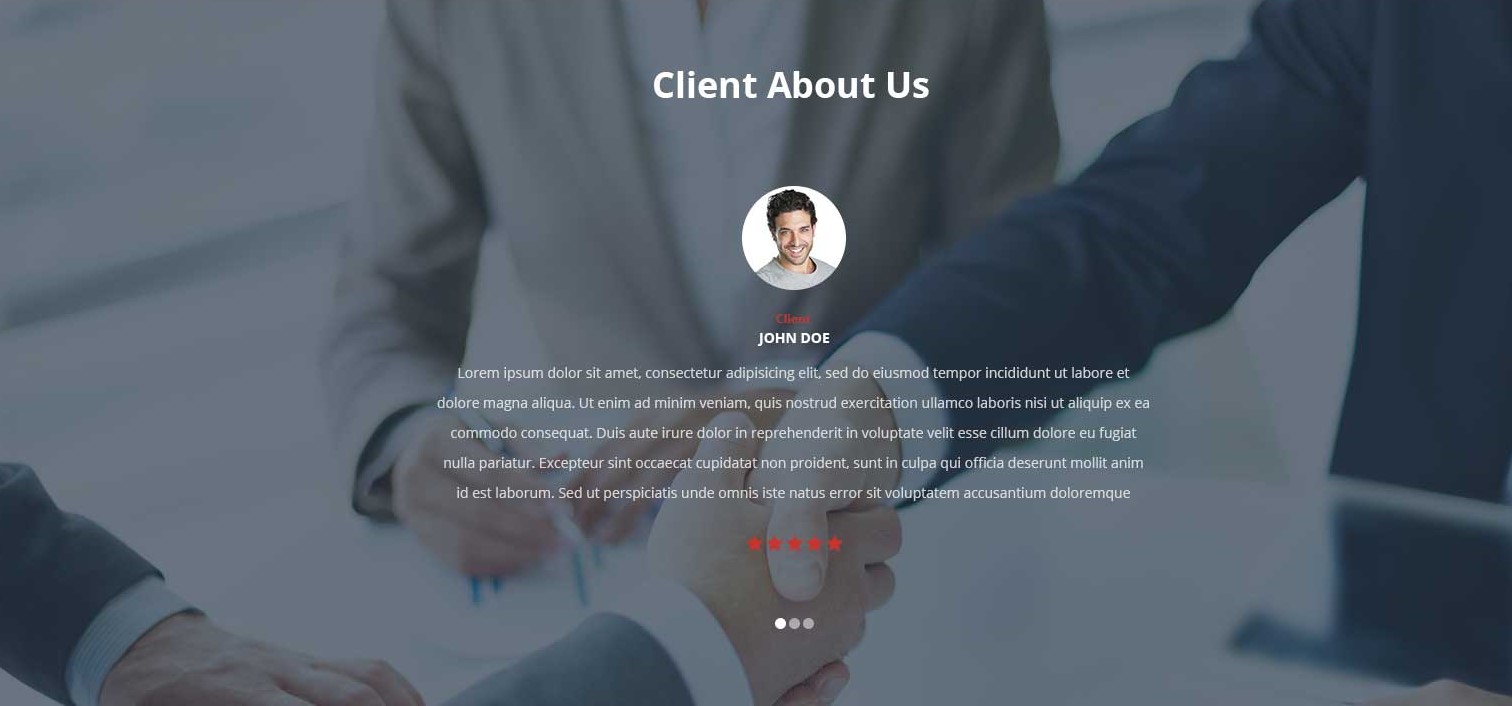 Client About Us
Client
JOHN DOE
Lorem ipsum dolor sit amet, consectetur adipisicing elit, sed do eiusmod tempor incididunt ut labore et
dolore magna aliqua. Ut enim ad minim veniam, quis nostrud exercitation ullamco laboris nisi ut aliquip ex ea
commodo consequat. Duis aute irure dolor in reprehenderit in voluptate velit esse cillum dolore eu fugiat
nulla pariatur. Excepteur sint occaecat cupidatat non proident, sunt in culpa qui officia deserunt mollit anim
id est laborum. Sed ut perspiciatis unde omnis iste natus error sit voluptatem accusantium doloremque